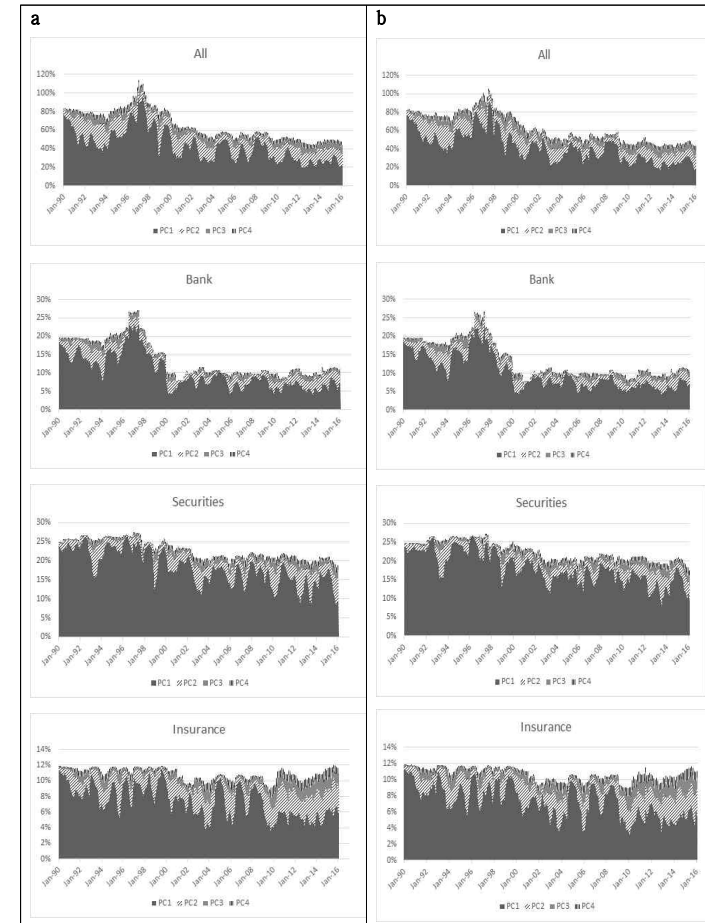 a
All
120%
100%
80%
60%
40%
20%
0%
Jan-90 Jan-92 Jan-94 Jan-96 Jan-98 Jan-00 Jan-02 Jan-04 Jan-06 Jan-08 Jan-10 Jan-12 Jan-14 Jan-16
PC1 PC2 PC3 PC4
Bank
30%
25%
20%
15%
10%
5%
0%
Jan-90 Jan-92 Jan-94 Jan-96 Jan-98 Jan-00 Jan-02 Jan-04 Jan-06 Jan-08 Jan-10 Jan-12 Jan-14 Jan-16
PC1 PC2 PC3 PC4
Securities
30%
25%
20%
15%
10%
5%
0%
Jan-90 Jan-92 Jan-94 Jan-96 Jan-98 Jan-00 Jan-02 Jan-04 Jan-06 Jan-08 Jan-10 Jan-12 Jan-14 Jan-16
PC1 PC2 PC3 PC4
Insurance
14%
12%
10%
8%
6%
4%
2%
0%
Jan-90 Jan-92 Jan-94 Jan-96 Jan-98 Jan-00 Jan-02 Jan-04 Jan-06 Jan-08 Jan-10 Jan-12 Jan-14 Jan-16
PC1 PC2 PC3 PC4
b
All
120%
100%
80%
60%
40%
20%
0%
Jan-90 Jan-92 Jan-94 Jan-96 Jan-98 Jan-00 Jan-02 Jan-04 Jan-06 Jan-08 Jan-10 Jan-12 Jan-14 Jan-16
PC1 PC2 PC3 PC4
Bank
30%
25%
20%
15%
10%
5%
0%
Jan-90 Jan-92 Jan-94 Jan-96 Jan-98 Jan-00 Jan-02 Jan-04 Jan-06 Jan-08 Jan-10 Jan-12 Jan-14 Jan-16
PC1 PC2 PC3 PC4
Securities
30%
25%
20%
15%
10%
5%
0%
Jan-90 Jan-92 Jan-94 Jan-96 Jan-98 Jan-00 Jan-02 Jan-04 Jan-06 Jan-08 Jan-10 Jan-12 Jan-14 Jan-16
PC1 PC2 PC3 PC4
Insurance
14%
12%
10%
8%
6%
4%
2%
0%
Jan-90 Jan-92 Jan-94 Jan-96 Jan-98 Jan-00 Jan-02 Jan-04 Jan-06 Jan-08 Jan-10 Jan-12 Jan-14 Jan-16
PC1 PC2 PC3 PC4